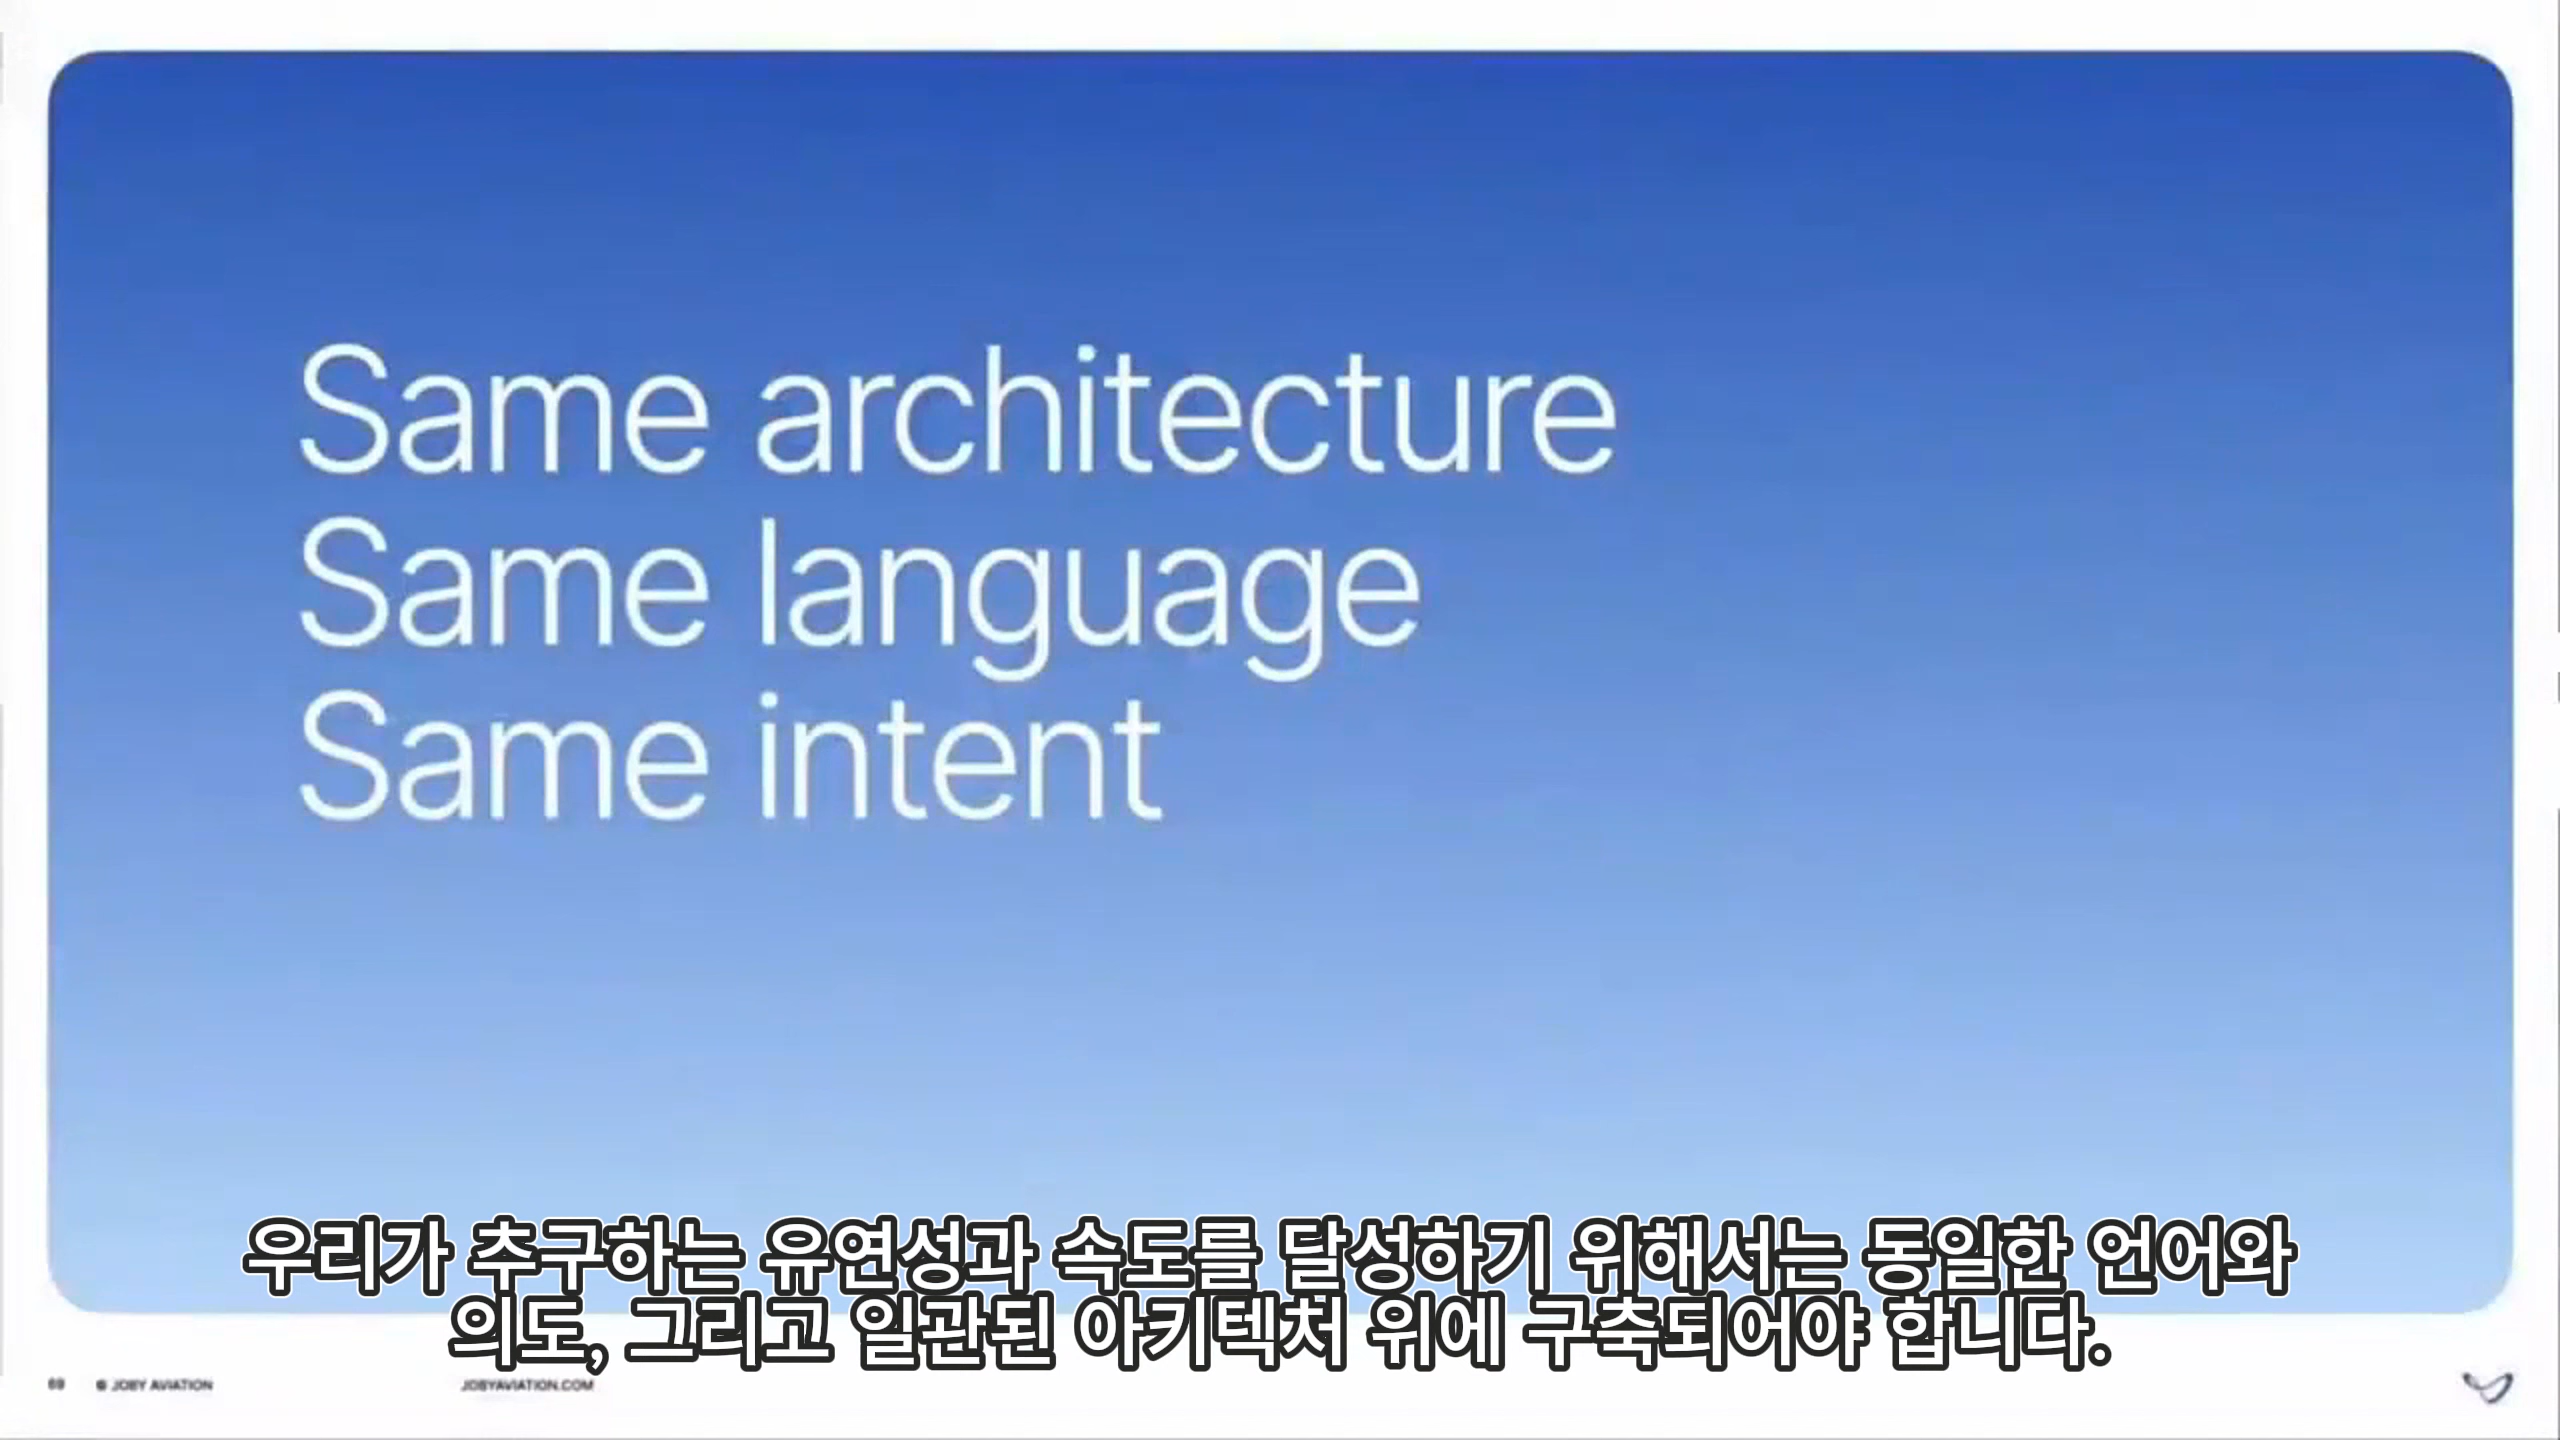 Same architecture
Same language
Same intent
우리가 추구하는 유연성과 속도를 달성하기 위해서는 동일한 언어와
의도, 그리고 일관된 아키텍처 위에 구축되어야 합니다.
© JOBY AVIATION
JOBYAVIATION.COM